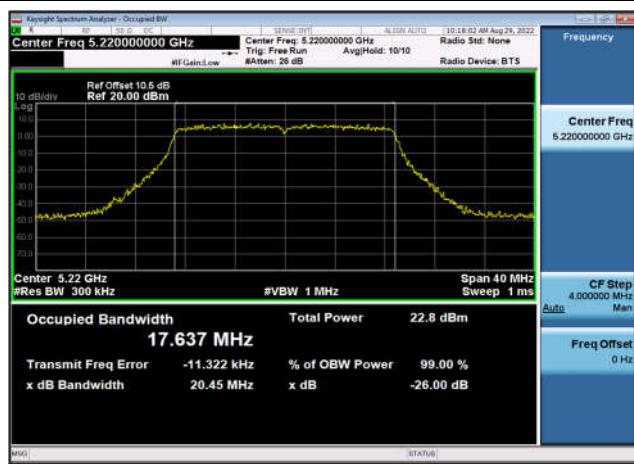 Keysight Spectrum Analyzer - Occupied BW
RF 50 Ω DC SENSE:INT ALIGN AUTO 10:18:02 AM Aug 29, 2022
Center Freq 5.220000000 GHz
Center Freq: 5.220000000 GHz
Radio Std: None
Trig: Free Run Avg|Hold: 10/10
#IFGain:Low
#Atten: 26 dB
Radio Device: BTS
Ref Offset 10.5 dB
10 dB/div Ref 20.00 dBm
Log
10.0
0.00
-10.0
-20.0
-30.0
-40.0
-50.0
-60.0
-70.0
Center 5.22 GHz
Span 40 MHz
#Res BW 300 kHz
#VBW 1 MHz
Sweep 1 ms
Occupied Bandwidth
17.637 MHz
Total Power 22.8 dBm
Transmit Freq Error -11.322 kHz
% of OBW Power 99.00 %
x dB Bandwidth 20.45 MHz
x dB -26.00 dB
Frequency
Center Freq
5.220000000 GHz
CF Step
4.000000 MHz
Auto Man
Freq Offset
0 Hz
MSG
STATUS